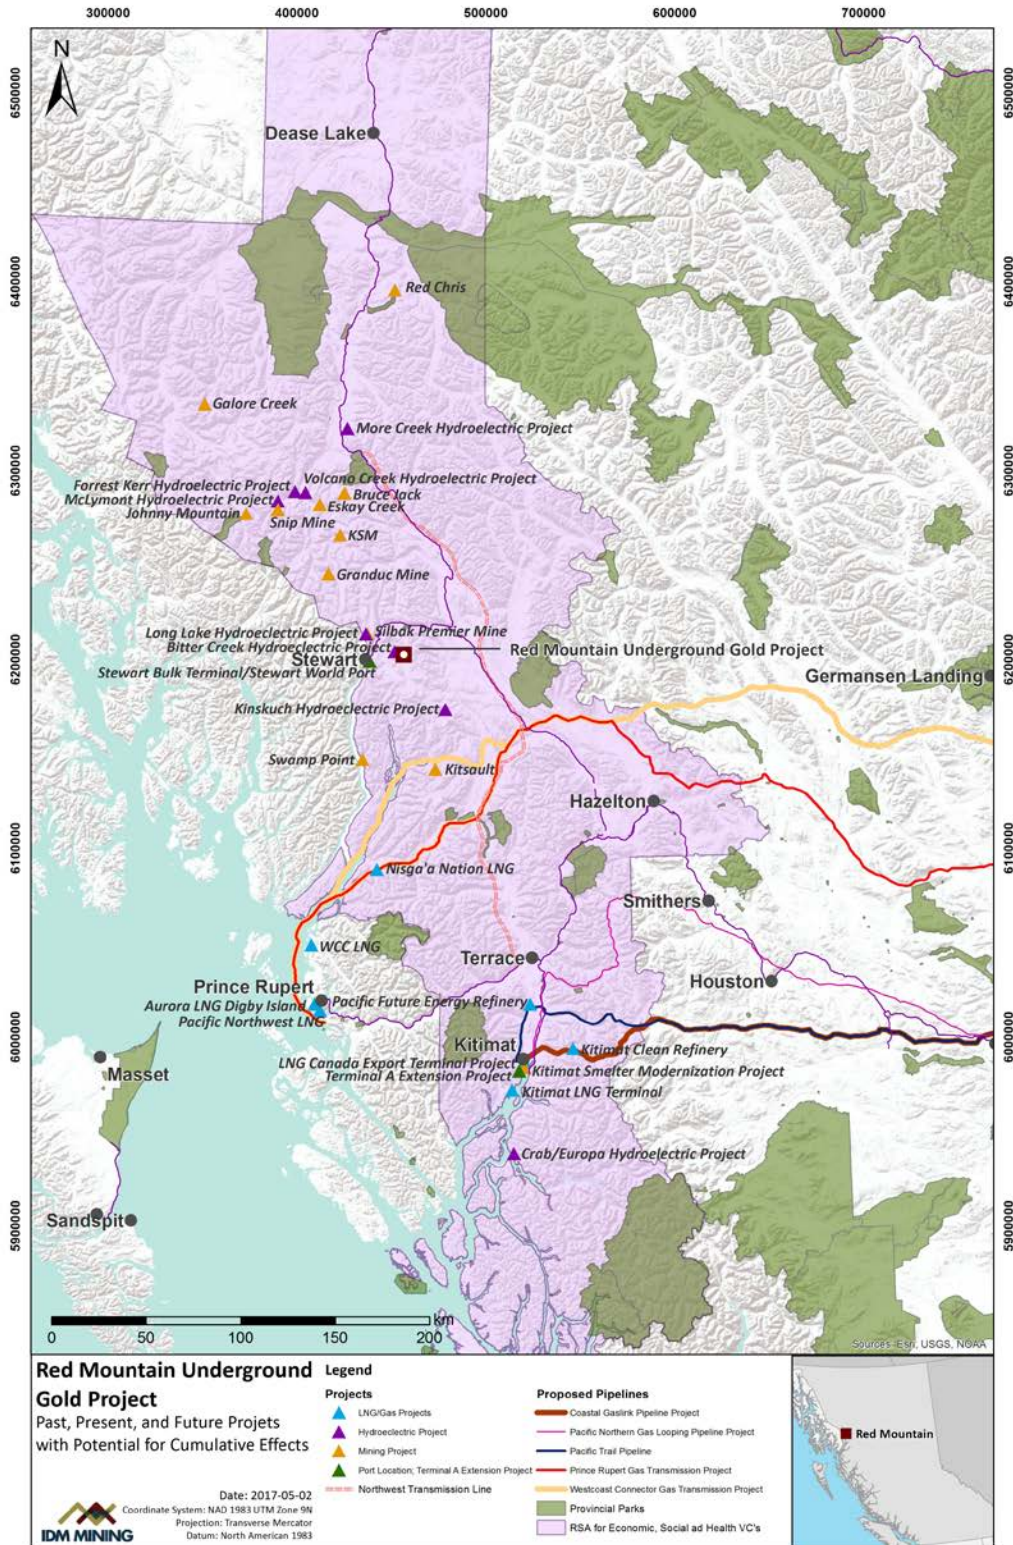 300000 400000 500000 600000 700000
6500000
6500000
N
Dease Lake
6400000
6400000
Red Chris
Galore Creek
More Creek Hydroelectric Project
6300000
6300000
Volcano Creek Hydroelectric Project
Forrest Kerr Hydroelectric Project
Bruce Jack
McLymont Hydroelectric Project
Eskay Creek
Johnny Mountain
Snip Mine
KSM
Granduc Mine
Long Lake Hydroeclectric Project
Silbak Premier Mine
Bitter Creek Hydroelectric Project
Red Mountain Underground Gold Project
Stewart
6200000
6200000
Stewart Bulk Terminal/Stewart World Port
Germansen Landing
Kinskuch Hydroelectric Project
Swamp Point
Kitsault
Hazelton
6100000
6100000
Nisga'a Nation LNG
Smithers
WCC LNG
Terrace
Houston
Prince Rupert
Pacific Future Energy Refinery
Aurora LNG Digby Island
Pacific Northwest LNG
6000000
6000000
Kitimat
Kitimat Clean Refinery
LNG Canada Export Terminal Project
Masset
Terminal A Extension Project
Kitimat Smelter Modernization Project
Kitimat LNG Terminal
Crab/Europa Hydroelectric Project
5900000
5900000
Sandspit
km
0 50 100 150 200
Sources: Esri, USGS, NOAA
Red Mountain Underground
Gold Project
Past, Present, and Future Projets
with Potential for Cumulative Effects
Date: 2017-05-02
Coordinate System: NAD 1983 UTM Zone 9N
Projection: Transverse Mercator
Datum: North American 1983
IDM MINING
Legend
Projects
LNG/Gas Projects
Hydroelectric Project
Mining Project
Port Location; Terminal A Extension Project
Northwest Transmission Line
Proposed Pipelines
Coastal Gaslink Pipeline Project
Pacific Northern Gas Looping Pipeline Project
Pacific Trail Pipeline
Prince Rupert Gas Transmission Project
Westcoast Connector Gas Transmission Project
Provincial Parks
RSA for Economic, Social ad Health VC's
Red Mountain